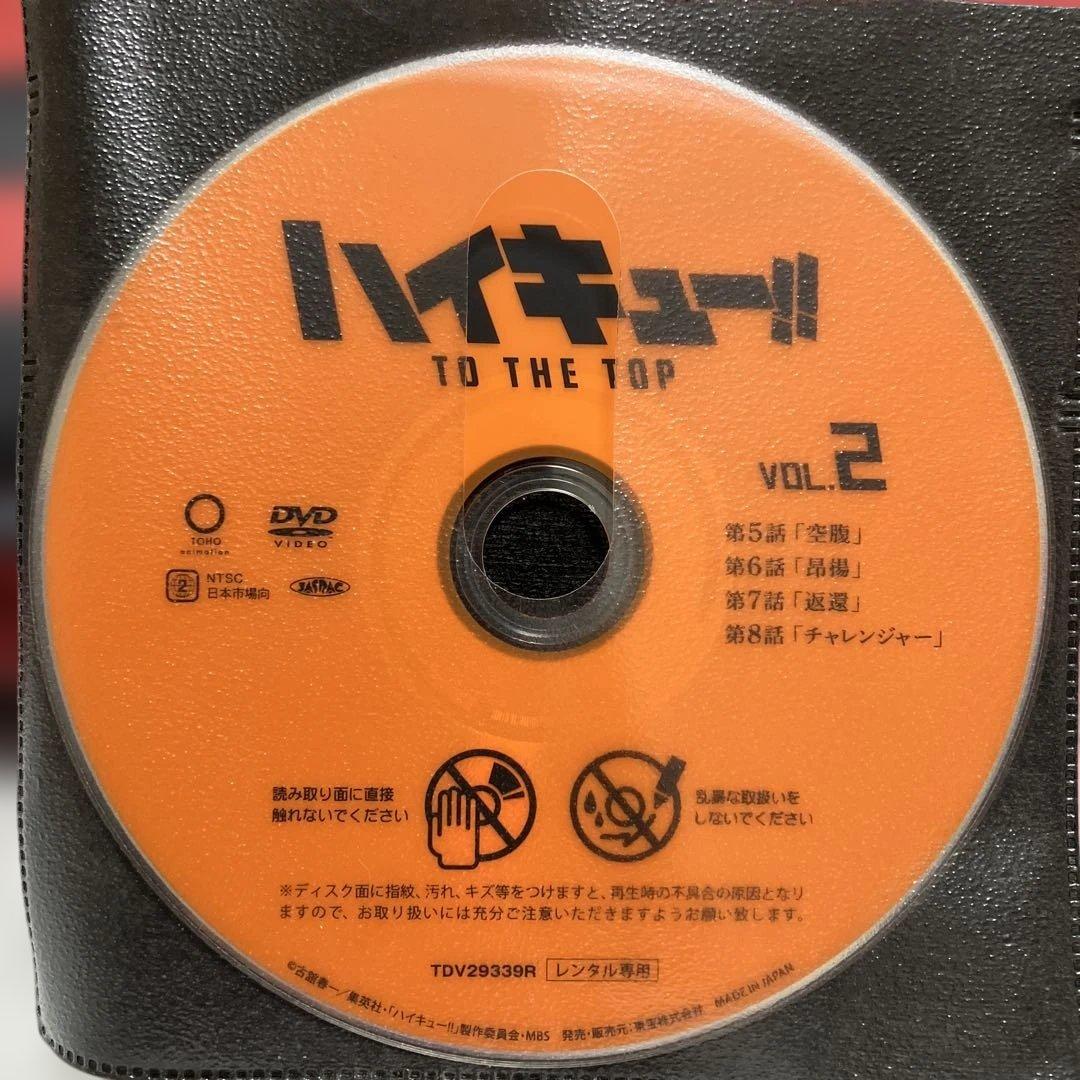 ハイキュー!!
TO THE TOP
VOL.2
第5話「空腹」
第6話「昂揚」
第7話「返還」
第8話「チャレンジャー」
TOHO
animation
DVD
VIDEO
2
NTSC
日本市場向
JASRAC
読み取り面に直接
触れないでください
乱暴な取扱いを
しないでください
※ディスク面に指紋、汚れ、キズ等をつけますと、再生時の不具合の原因となり
ますので、お取り扱いには充分ご注意いただきますようお願い致します。
TDV29339R レンタル専用
©古舘春一／集英社・「ハイキュー!!」製作委員会・MBS 発売・販売元：東宝株式会社 MADE IN JAPAN